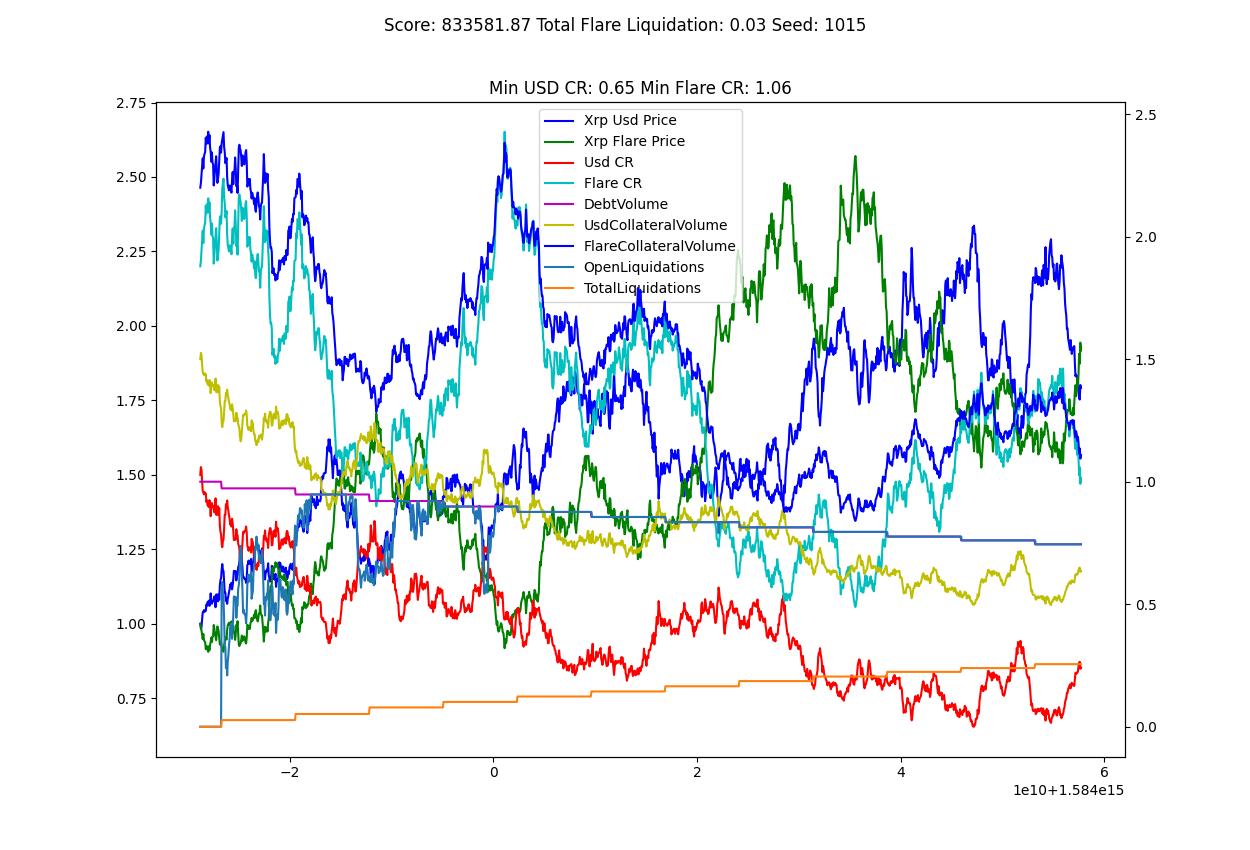 Score: 833581.87 Total Flare Liquidation: 0.03 Seed: 1015
Min USD CR: 0.65 Min Flare CR: 1.06
2.75
2.50
2.25
2.00
1.75
1.50
1.25
1.00
0.75
Xrp Usd Price
Xrp Flare Price
Usd CR
Flare CR
DebtVolume
UsdCollateralVolume
FlareCollateralVolume
OpenLiquidations
TotalLiquidations
2.5
2.0
1.5
1.0
0.5
0.0
−2 0 2 4 6
1e10+1.584e15